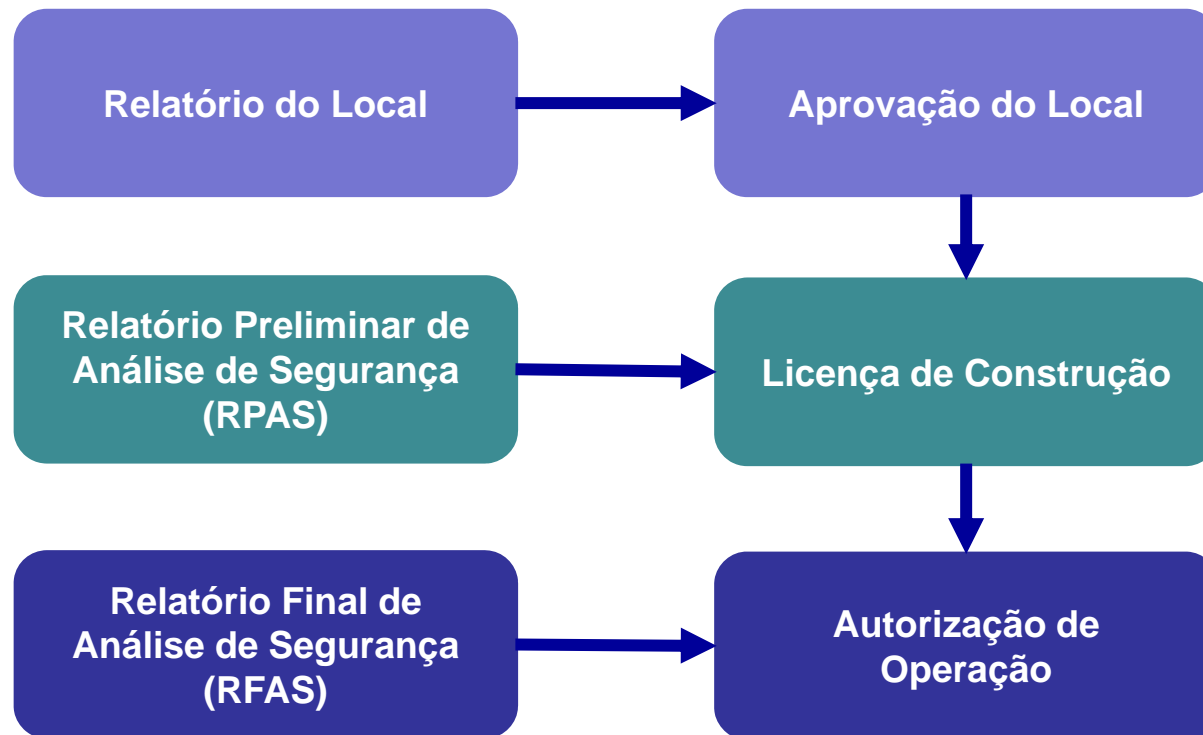 Relatório do Local
Aprovação do Local
Relatório Preliminar de
Análise de Segurança
(RPAS)
Licença de Construção
Relatório Final de
Análise de Segurança
(RFAS)
Autorização de
Operação